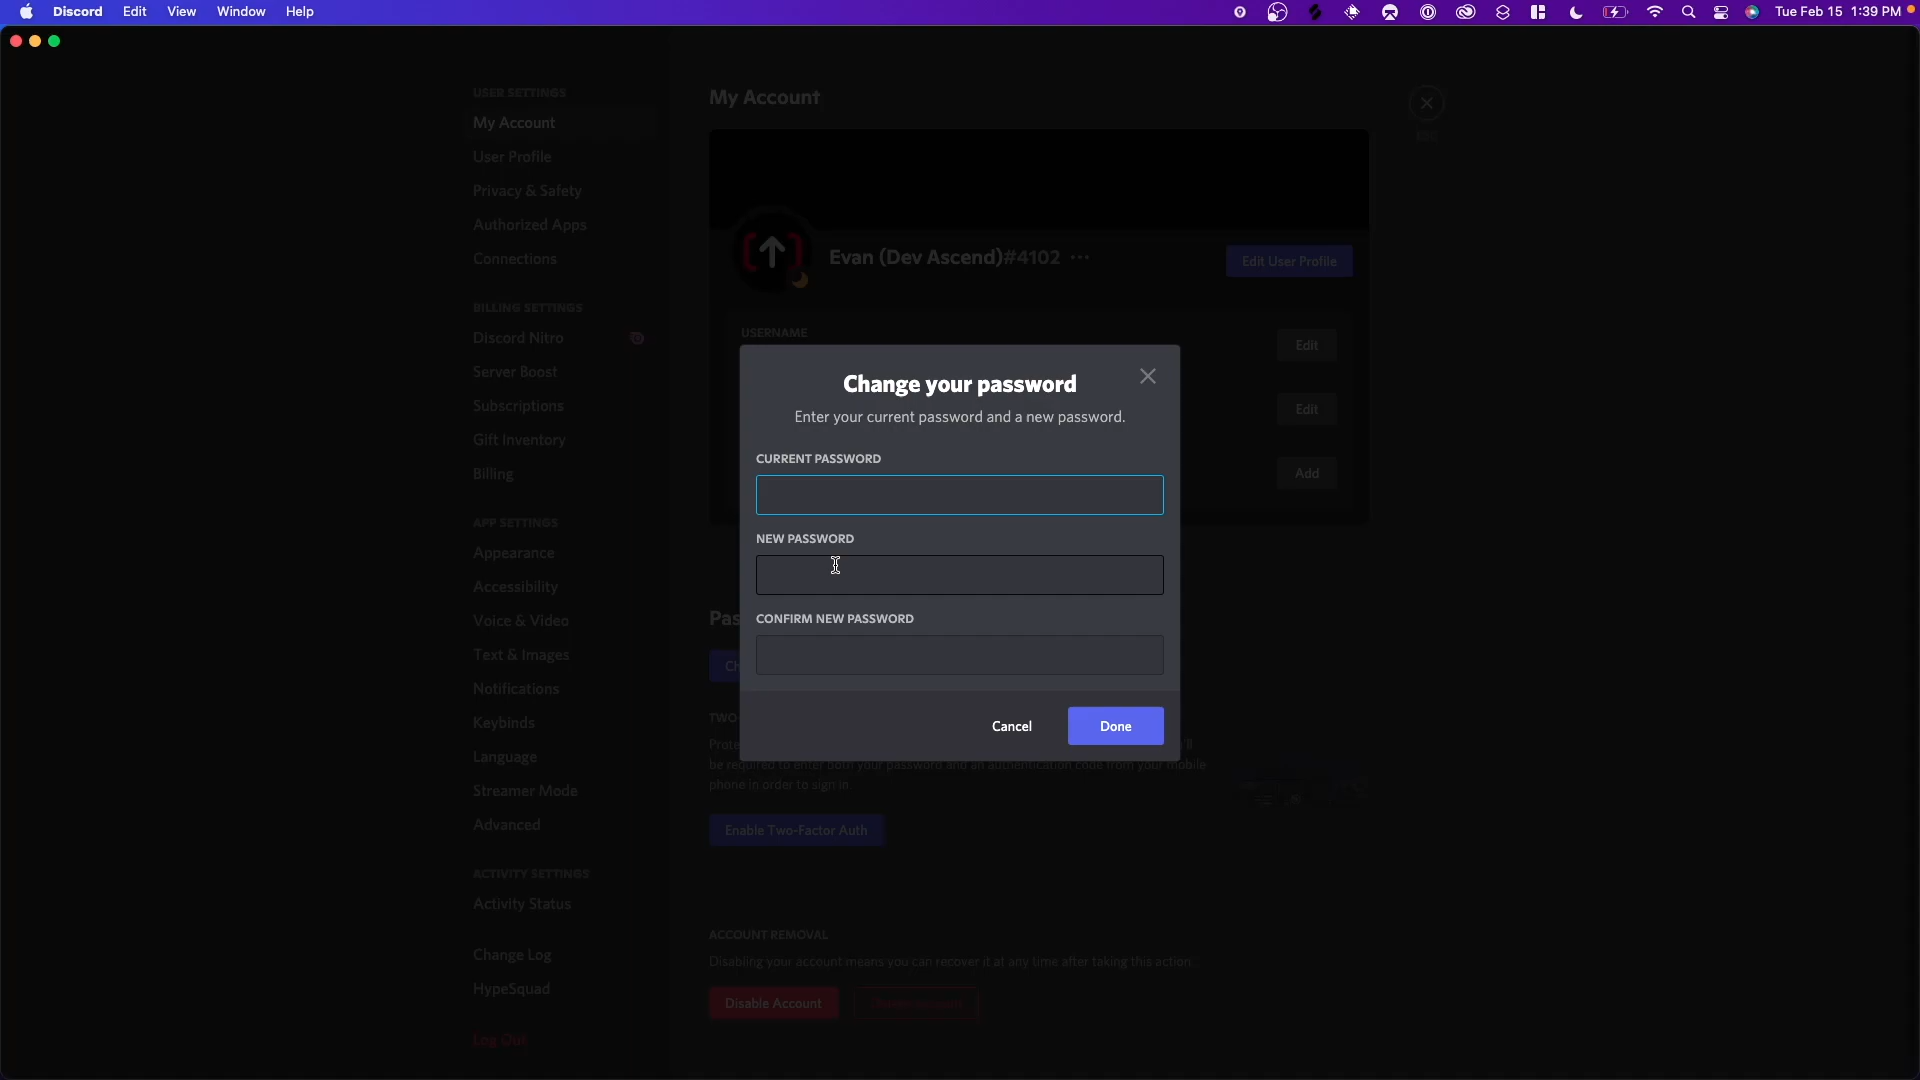 Discord Edit View Window Help
Tue Feb 15 1:39 PM
USER SETTINGS
My Account
User Profile
Privacy & Safety
Authorized Apps
Connections
BILLING SETTINGS
Discord Nitro
Server Boost
Subscriptions
Gift Inventory
Billing
APP SETTINGS
Appearance
Accessibility
Voice & Video
Text & Images
Notifications
Keybinds
Language
Streamer Mode
Advanced
ACTIVITY SETTINGS
Activity Status
Change Log
HypeSquad
Log Out
My Account
ESC
Evan (Dev Ascend)#4102
Edit User Profile
USERNAME
Edit
Edit
Add
Change your password
Enter your current password and a new password.
CURRENT PASSWORD
NEW PASSWORD
CONFIRM NEW PASSWORD
Cancel
Done
Pas
Ch
TWO
Prote
be required to enter both your password and an authentication code from your mobile
phone in order to sign in
Enable Two-Factor Auth
ACCOUNT REMOVAL
Disabling your account means you can recover it at any time after taking this action.
Disable Account